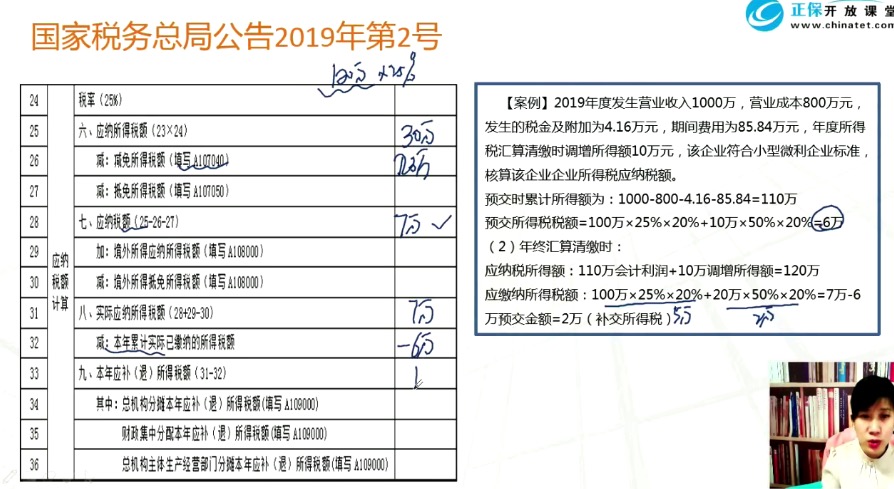 国家税务总局公告2019年第2号
正保开放课堂
www.chinatet.com
120万×25%
24 税率（25%）
25 六、应纳所得税额（23×24） 30万
26 减：减免所得税额（填写A107040）
27 减：抵免所得税额（填写A107050）
28 七、应纳税额（25-26-27） 7万
应纳税额计算
29 加：境外所得应纳所得税额（填写A108000）
30 减：境外所得抵免所得税额（填写A108000）
31 八、实际应纳所得税额（28+29-30） 7万
32 减：本年累计实际已缴纳的所得税额 -6万
33 九、本年应补（退）所得税额（31-32） 1
34 其中：总机构分摊本年应补（退）所得税额(填写A109000)
35 财政集中分配本年应补（退）所得税额(填写A109000)
36 总机构主体生产经营部门分摊本年应补（退）所得税额(填写A109000)
【案例】2019年度发生营业收入1000万，营业成本800万元，
发生的税金及附加为4.16万元，期间费用为85.84万元，年度所得
税汇算清缴时调增所得额10万元，该企业符合小型微利企业标准，
核算该企业企业所得税应纳税额。
预交时累计所得额为：1000-800-4.16-85.84=110万
预交所得税税额=100万×25%×20%+10万×50%×20%=6万
（2）年终汇算清缴时：
应纳税所得额：110万会计利润+10万调增所得额=120万
应缴纳所得税额：100万×25%×20%+20万×50%×20%=7万-6
万预交金额=2万（补交所得税）
5万 2万